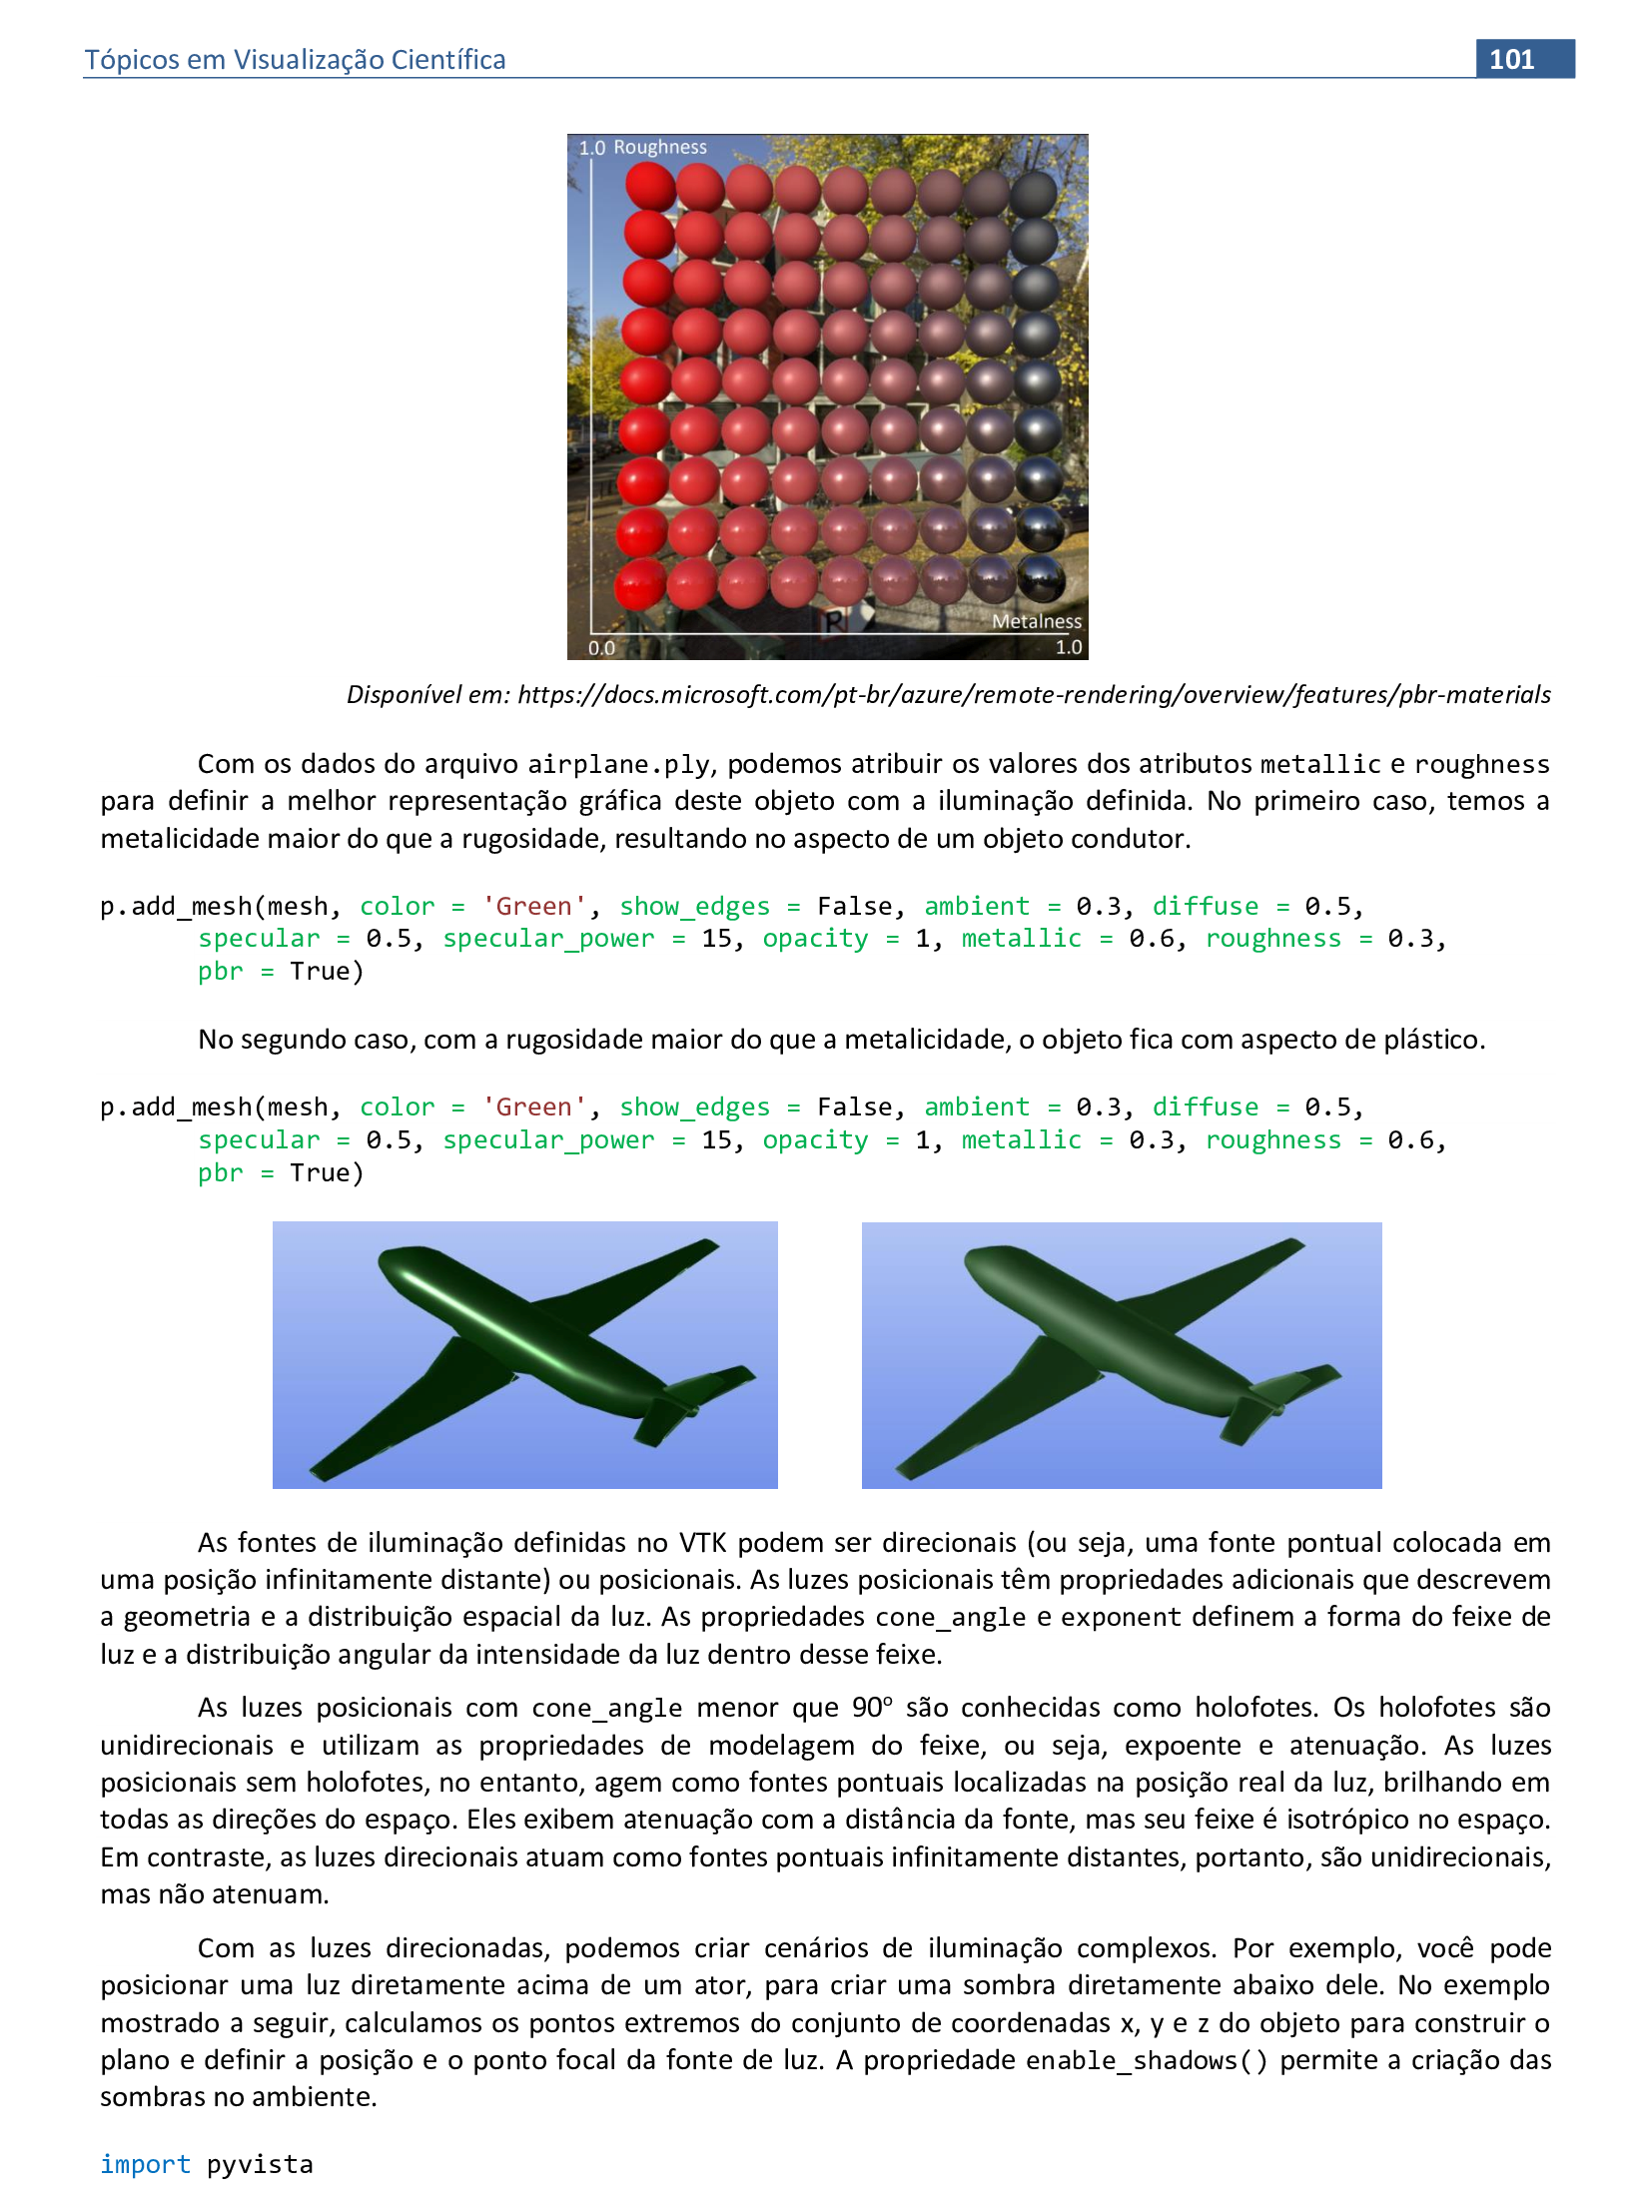 Tópicos em Visualização Científica
101
1.0 Roughness
Metalness
0.0
1.0
Disponível em: https://docs.microsoft.com/pt-br/azure/remote-rendering/overview/features/pbr-materials
Com os dados do arquivo airplane.ply, podemos atribuir os valores dos atributos metallic e roughness
para definir a melhor representação gráfica deste objeto com a iluminação definida. No primeiro caso, temos a
metalicidade maior do que a rugosidade, resultando no aspecto de um objeto condutor.
p.add_mesh(mesh, color = 'Green', show_edges = False, ambient = 0.3, diffuse = 0.5,
specular = 0.5, specular_power = 15, opacity = 1, metallic = 0.6, roughness = 0.3,
pbr = True)
No segundo caso, com a rugosidade maior do que a metalicidade, o objeto fica com aspecto de plástico.
p.add_mesh(mesh, color = 'Green', show_edges = False, ambient = 0.3, diffuse = 0.5,
specular = 0.5, specular_power = 15, opacity = 1, metallic = 0.3, roughness = 0.6,
pbr = True)
As fontes de iluminação definidas no VTK podem ser direcionais (ou seja, uma fonte pontual colocada em
uma posição infinitamente distante) ou posicionais. As luzes posicionais têm propriedades adicionais que descrevem
a geometria e a distribuição espacial da luz. As propriedades cone_angle e exponent definem a forma do feixe de
luz e a distribuição angular da intensidade da luz dentro desse feixe.
As luzes posicionais com cone_angle menor que 90º são conhecidas como holofotes. Os holofotes são
unidirecionais e utilizam as propriedades de modelagem do feixe, ou seja, expoente e atenuação. As luzes
posicionais sem holofotes, no entanto, agem como fontes pontuais localizadas na posição real da luz, brilhando em
todas as direções do espaço. Eles exibem atenuação com a distância da fonte, mas seu feixe é isotrópico no espaço.
Em contraste, as luzes direcionais atuam como fontes pontuais infinitamente distantes, portanto, são unidirecionais,
mas não atenuam.
Com as luzes direcionadas, podemos criar cenários de iluminação complexos. Por exemplo, você pode
posicionar uma luz diretamente acima de um ator, para criar uma sombra diretamente abaixo dele. No exemplo
mostrado a seguir, calculamos os pontos extremos do conjunto de coordenadas x, y e z do objeto para construir o
plano e definir a posição e o ponto focal da fonte de luz. A propriedade enable_shadows() permite a criação das
sombras no ambiente.
import pyvista